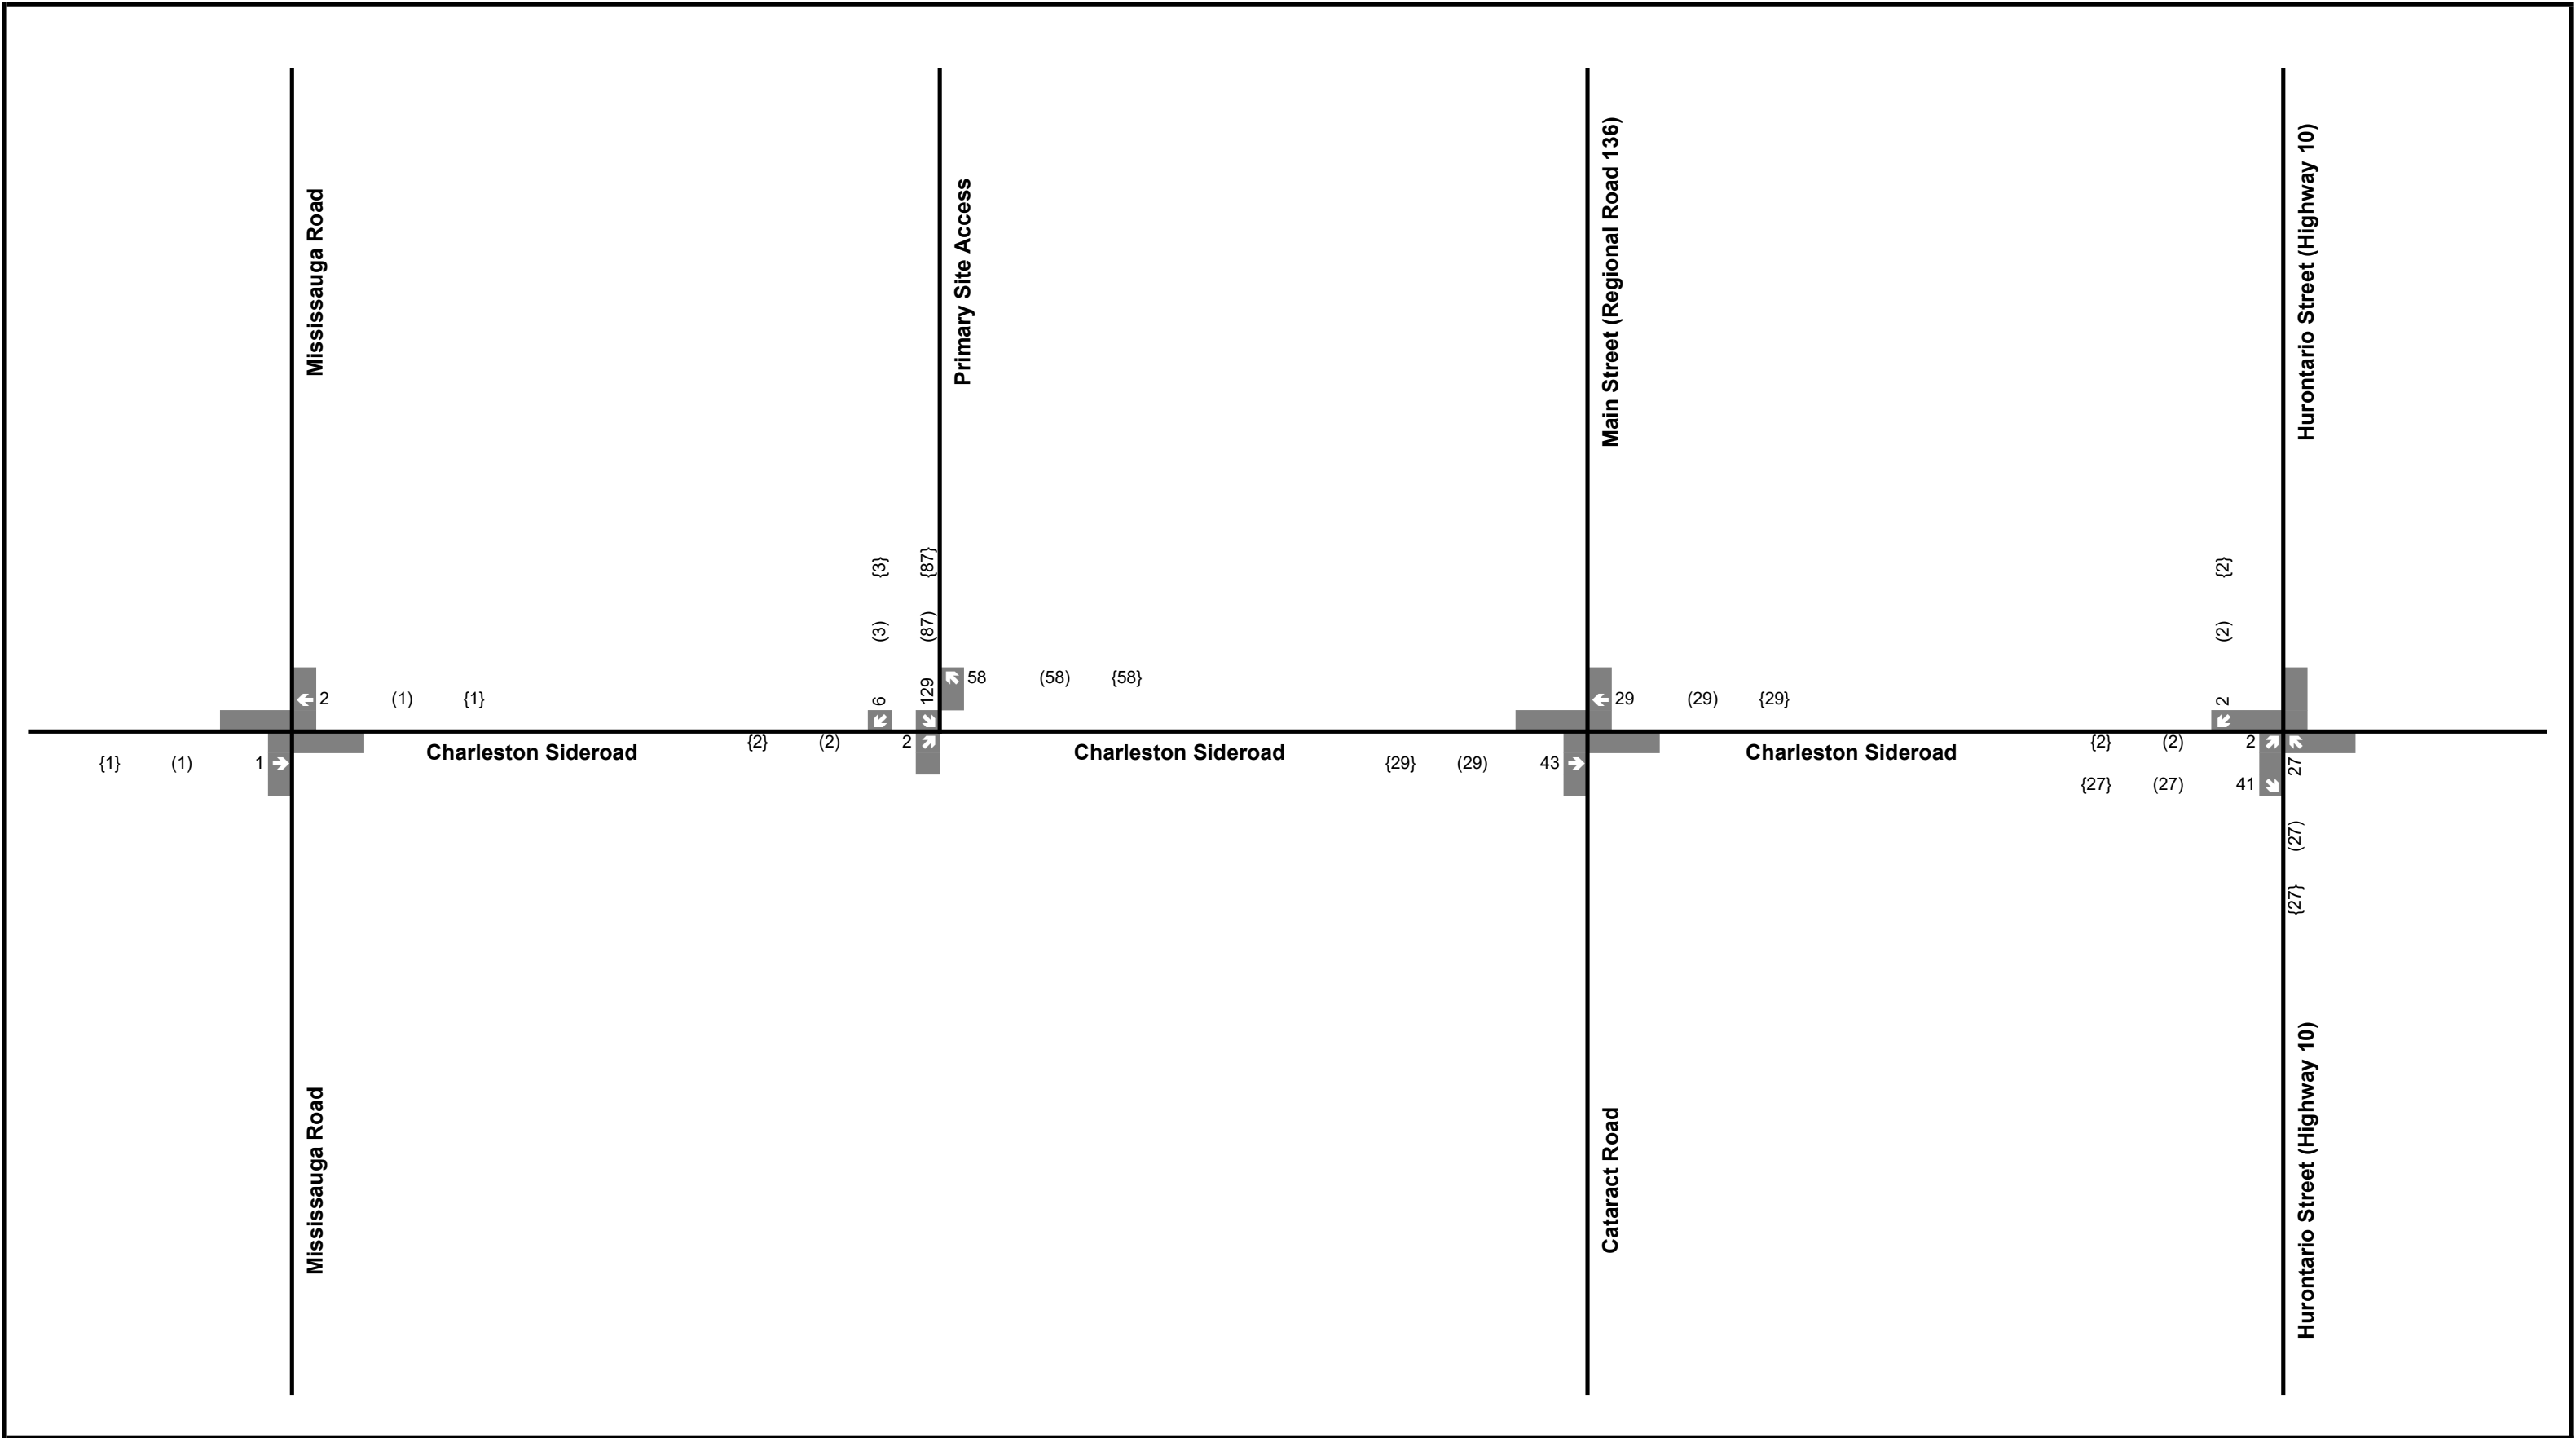 Mississauga Road
Primary Site Access
Main Street (Regional Road 136)
Hurontario Street (Highway 10)
{3} {87}
(3) (87)
6 129
{2}
(2)
2
2 (1) {1}
58 (58) {58}
29 (29) {29}
{1} (1) 1
Charleston Sideroad
{2} (2) 2
Charleston Sideroad
{29} (29) 43
Charleston Sideroad
{2} (2) 2
{27} (27) 41
27
(27)
{27}
Mississauga Road
Cataract Road
Hurontario Street (Highway 10)